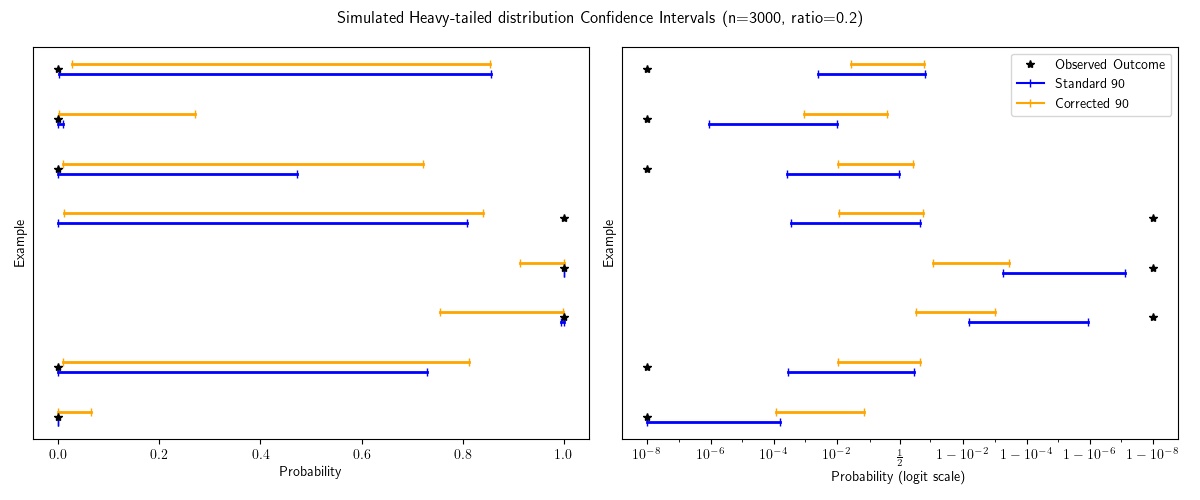 Simulated Heavy-tailed distribution Confidence Intervals (n=3000, ratio=0.2)
Example
0.0 0.2 0.4 0.6 0.8 1.0
Probability
Observed Outcome
Standard 90
Corrected 90
Example
10⁻⁸ 10⁻⁶ 10⁻⁴ 10⁻² 1/2 1−10⁻² 1−10⁻⁴ 1−10⁻⁶ 1−10⁻⁸
Probability (logit scale)